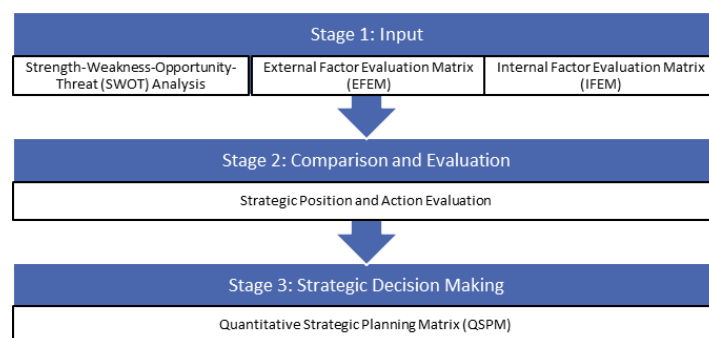 Stage 1: Input
Strength-Weakness-Opportunity-
Threat (SWOT) Analysis
External Factor Evaluation Matrix
(EFEM)
Internal Factor Evaluation Matrix
(IFEM)
Stage 2: Comparison and Evaluation
Strategic Position and Action Evaluation
Stage 3: Strategic Decision Making
Quantitative Strategic Planning Matrix (QSPM)